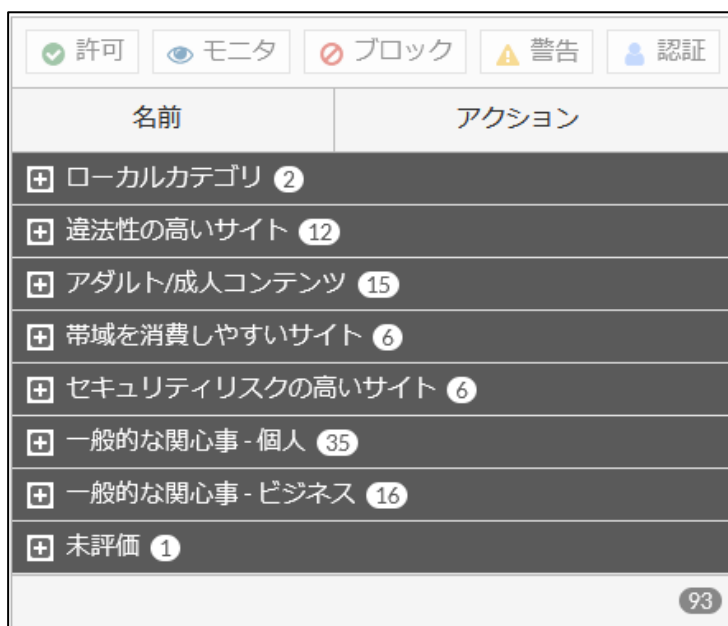 許可 モニタ ブロック 警告 認証
名前 アクション
ローカルカテゴリ 2
違法性の高いサイト 12
アダルト/成人コンテンツ 15
帯域を消費しやすいサイト 6
セキュリティリスクの高いサイト 6
一般的な関心事 - 個人 35
一般的な関心事 - ビジネス 16
未評価 1
93